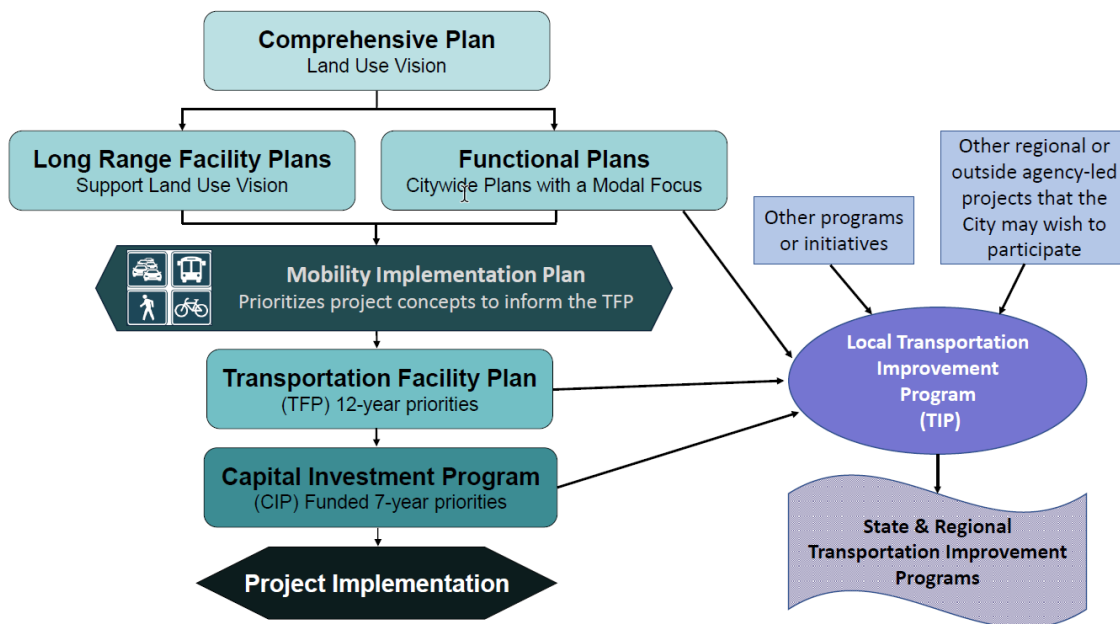 Comprehensive Plan
Land Use Vision
Long Range Facility Plans
Support Land Use Vision
Functional Plans
Citywide Plans with a Modal Focus
Other programs
or initiatives
Other regional or
outside agency-led
projects that the
City may wish to
participate
Mobility Implementation Plan
Prioritizes project concepts to inform the TFP
Transportation Facility Plan
(TFP) 12-year priorities
Local Transportation
Improvement
Program
(TIP)
Capital Investment Program
(CIP) Funded 7-year priorities
Project Implementation
State & Regional
Transportation Improvement
Programs